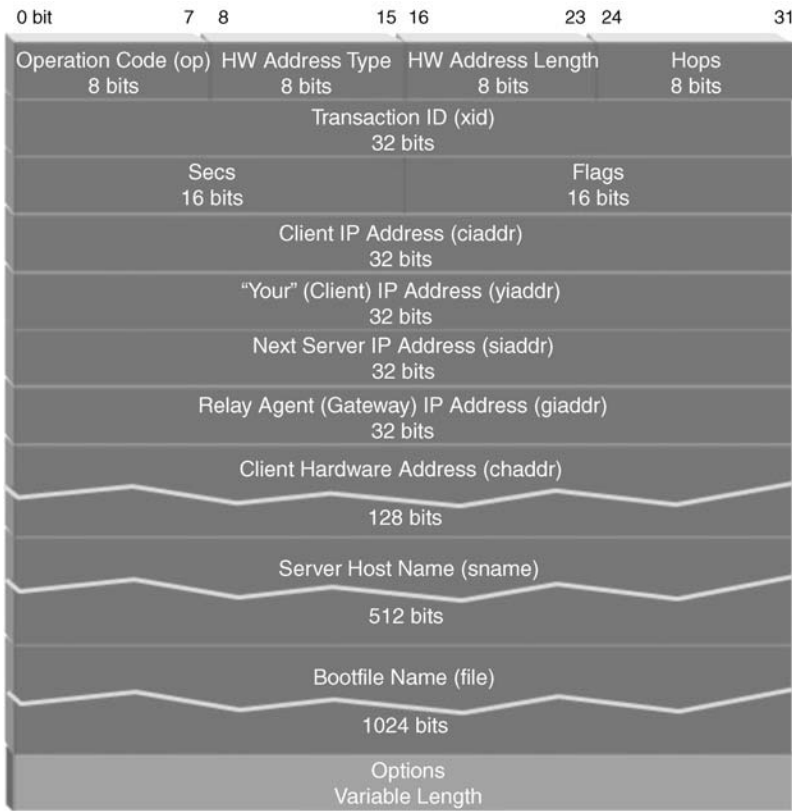 0 bit 7 8 15 16 23 24 31
Operation Code (op) HW Address Type HW Address Length Hops
8 bits 8 bits 8 bits 8 bits
Transaction ID (xid)
32 bits
Secs Flags
16 bits 16 bits
Client IP Address (ciaddr)
32 bits
“Your” (Client) IP Address (yiaddr)
32 bits
Next Server IP Address (siaddr)
32 bits
Relay Agent (Gateway) IP Address (giaddr)
32 bits
Client Hardware Address (chaddr)
128 bits
Server Host Name (sname)
512 bits
Bootfile Name (file)
1024 bits
Options
Variable Length